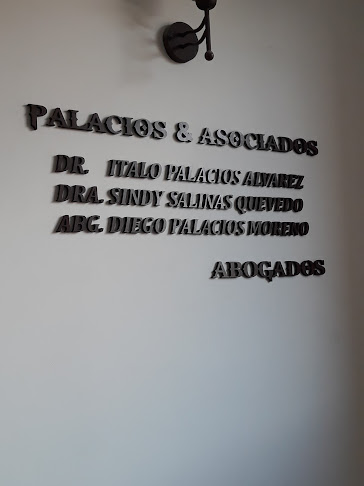 PALACIOS & ASOCIADOS
DR. ITALO PALACIOS ALVAREZ
DRA. SINDY SALINAS QUEVEDO
ABG. DIEGO PALACIOS MORENO
ABOGADOS